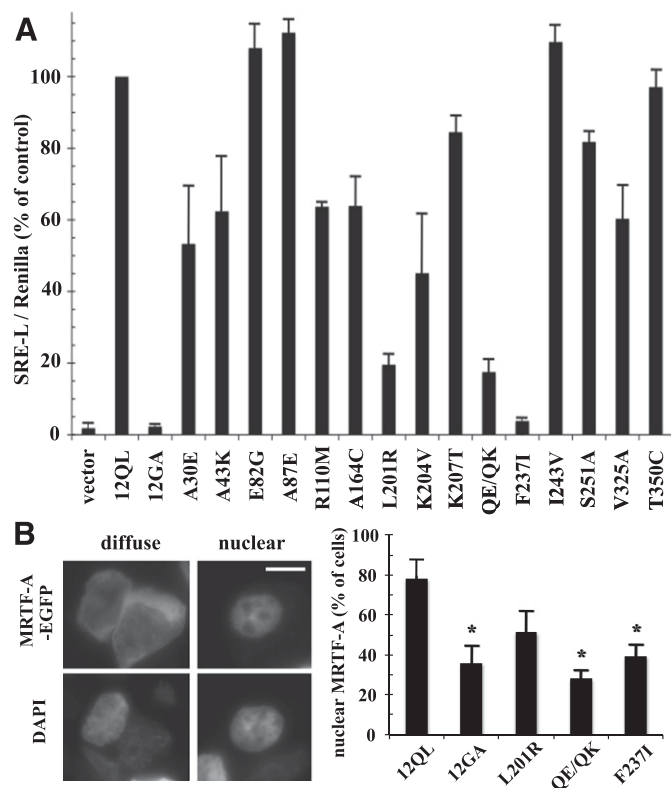 A
SRE-L / Renilla (% of control)
100
80
60
40
20
0
vector
12QL
12GA
A30E
A43K
E82G
A87E
R110M
A164C
L201R
K204V
K207T
QE/QK
F237I
I243V
S251A
V325A
T350C
B
diffuse
nuclear
MRTF-A
-EGFP
DAPI
nuclear MRTF-A (% of cells)
100
80
60
40
20
0
*
*
*
12QL
12GA
L201R
QE/QK
F237I